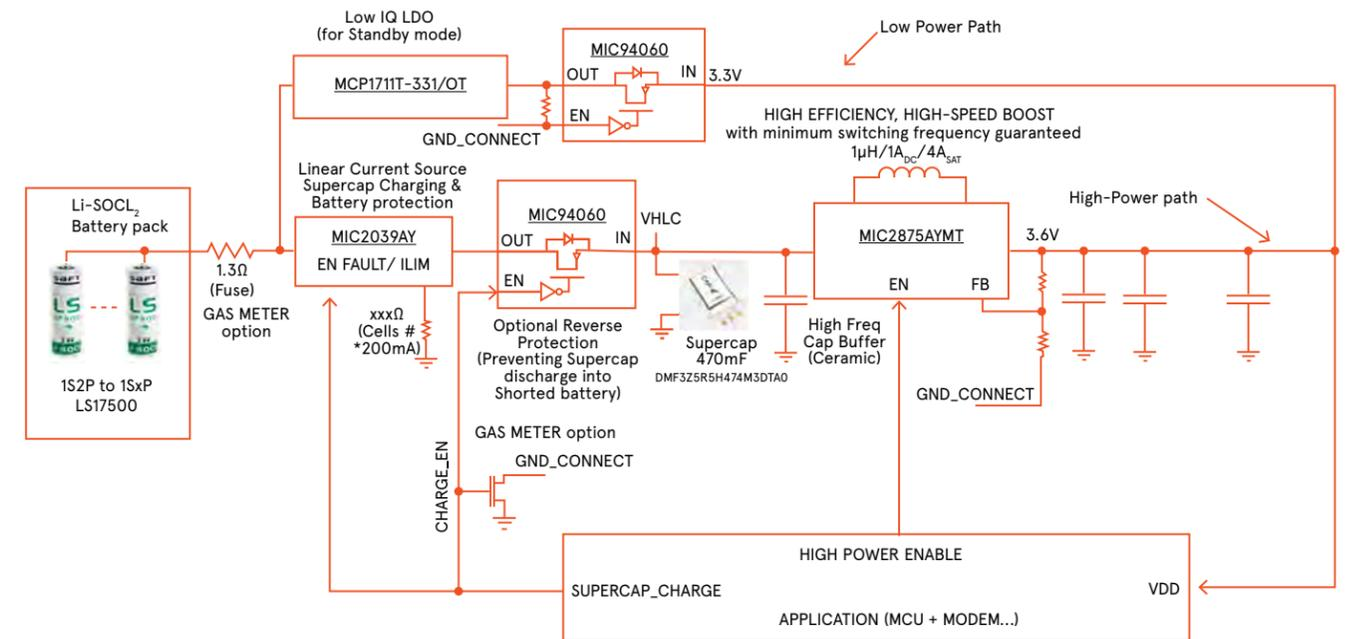 Low IQ LDO
(for Standby mode)
MCP1711T-331/OT
MIC94060
OUT
IN
EN
3.3V
GND_CONNECT
Low Power Path
HIGH EFFICIENCY, HIGH-SPEED BOOST
with minimum switching frequency guaranteed
1µH/1A_DC/4A_SAT
Linear Current Source
Supercap Charging &
Battery protection
Li-SOCL₂
Battery pack
saft
LS
saft
LS
1S2P to 1SxP
LS17500
1.3Ω
(Fuse)
GAS METER
option
MIC2039AY
EN FAULT/ ILIM
xxxΩ
(Cells #
*200mA)
MIC94060
OUT
IN
EN
Optional Reverse
Protection
(Preventing Supercap
discharge into
Shorted battery)
VHLC
Supercap
470mF
DMF3Z5R5H474M3DTA0
High Freq
Cap Buffer
(Ceramic)
MIC2875AYMT
EN
FB
3.6V
High-Power path
GND_CONNECT
GAS METER option
GND_CONNECT
CHARGE_EN
HIGH POWER ENABLE
SUPERCAP_CHARGE
VDD
APPLICATION (MCU + MODEM...)